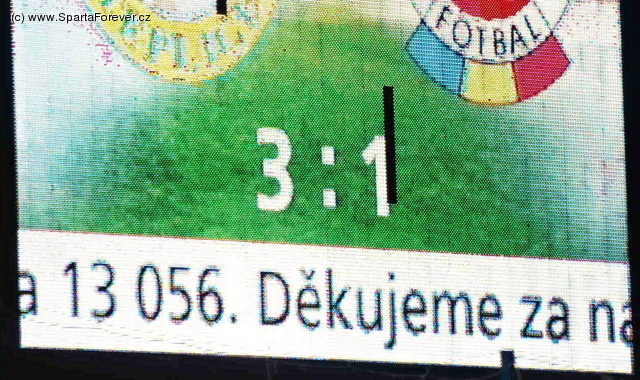 (c) www.SpartaForever.cz
FOTBAL
3:1
a 13 056. Děkujeme za na